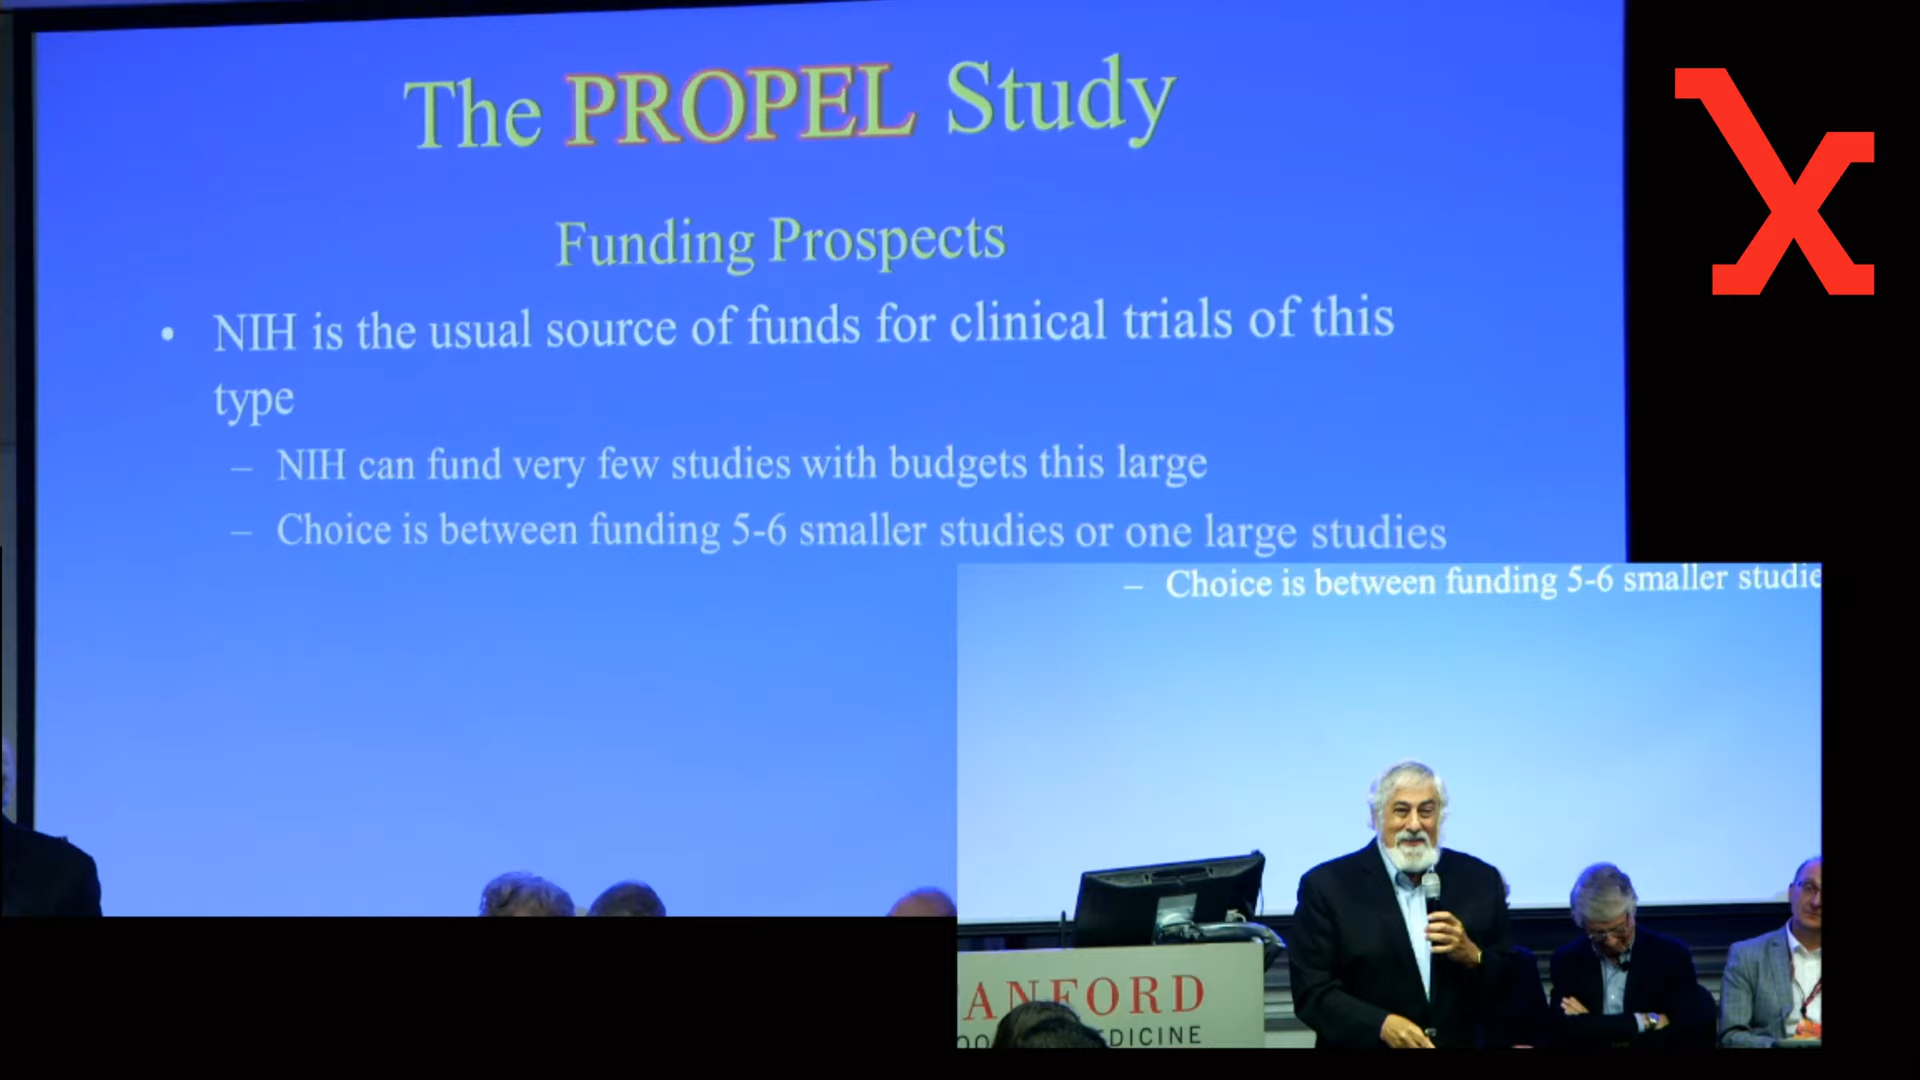 The PROPEL Study
Funding Prospects
• NIH is the usual source of funds for clinical trials of this
type
– NIH can fund very few studies with budgets this large
– Choice is between funding 5-6 smaller studies or one large studies
– Choice is between funding 5-6 smaller studie
ANFORD
OO EDICINE